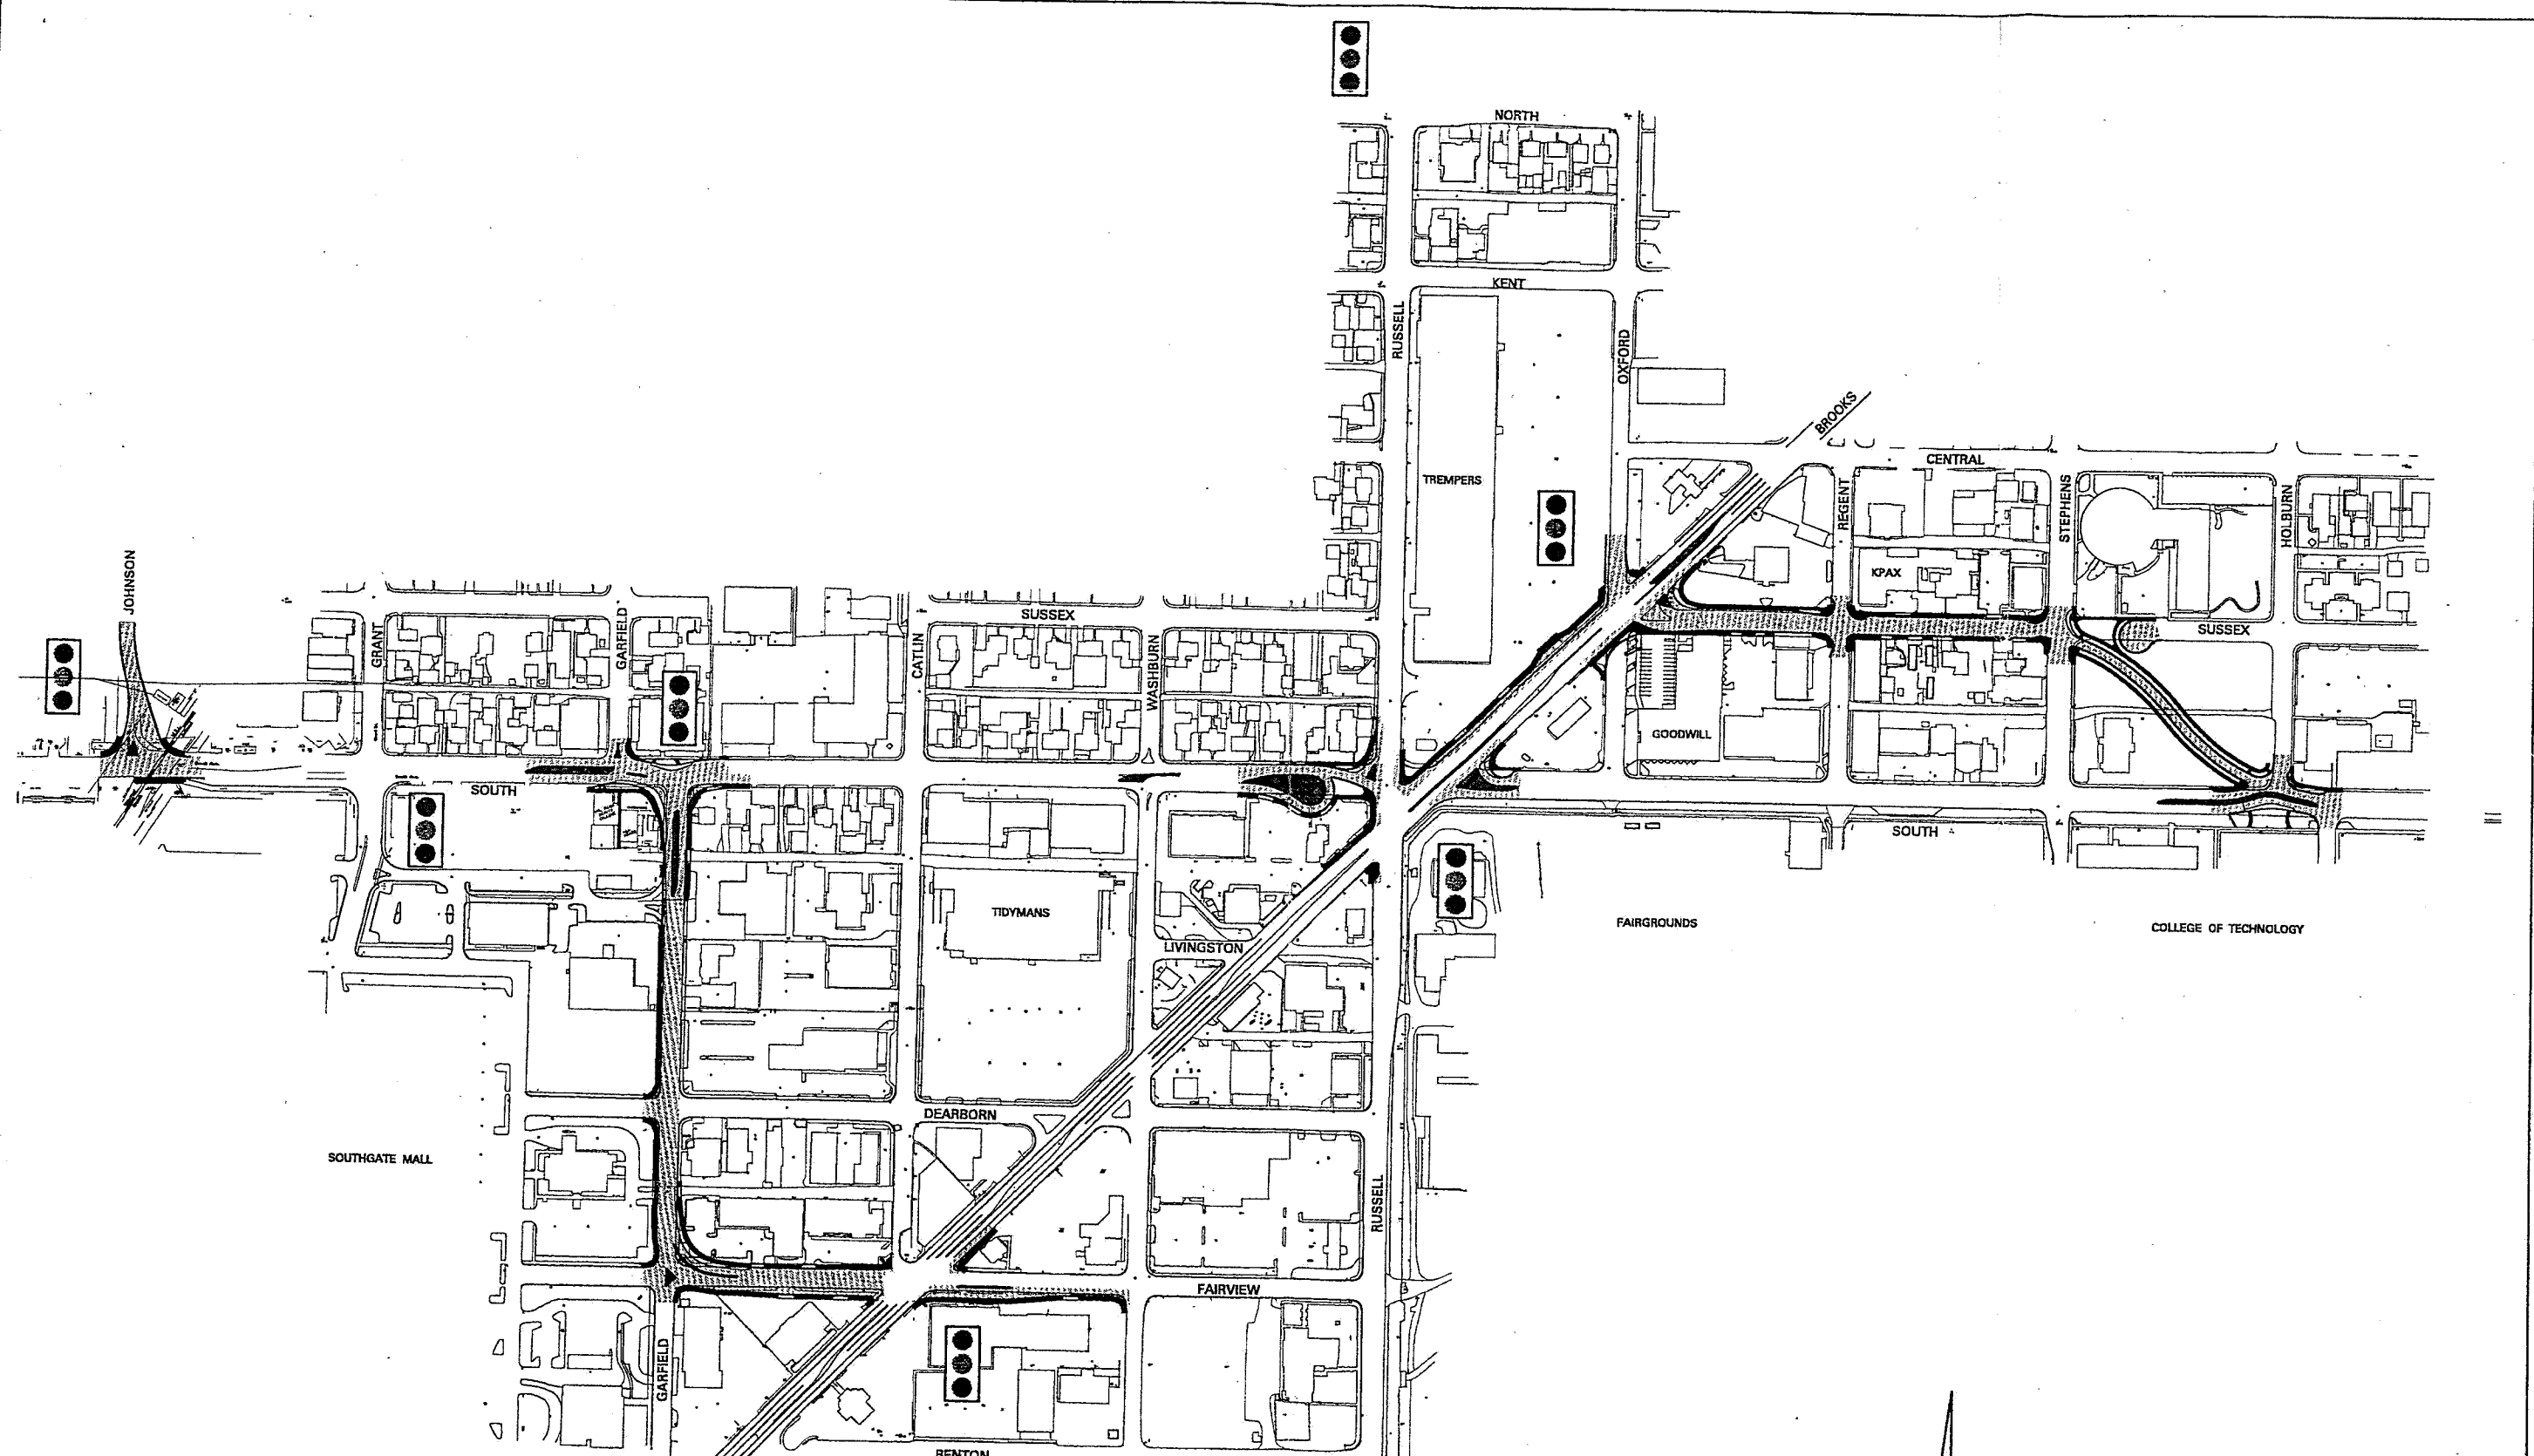 NORTH
KENT
RUSSELL
OXFORD
BROOKS
CENTRAL
TREMPERS
REGENT
STEPHENS
HOLBURN
KPAX
JOHNSON
SUSSEX
GRANT
GARFIELD
CATLIN
WASHBURN
SUSSEX
GOODWILL
SOUTH
SOUTH
TIDYMANS
FAIRGROUNDS
COLLEGE OF TECHNOLOGY
LIVINGSTON
DEARBORN
SOUTHGATE MALL
RUSSELL
FAIRVIEW
GARFIELD
BENTON